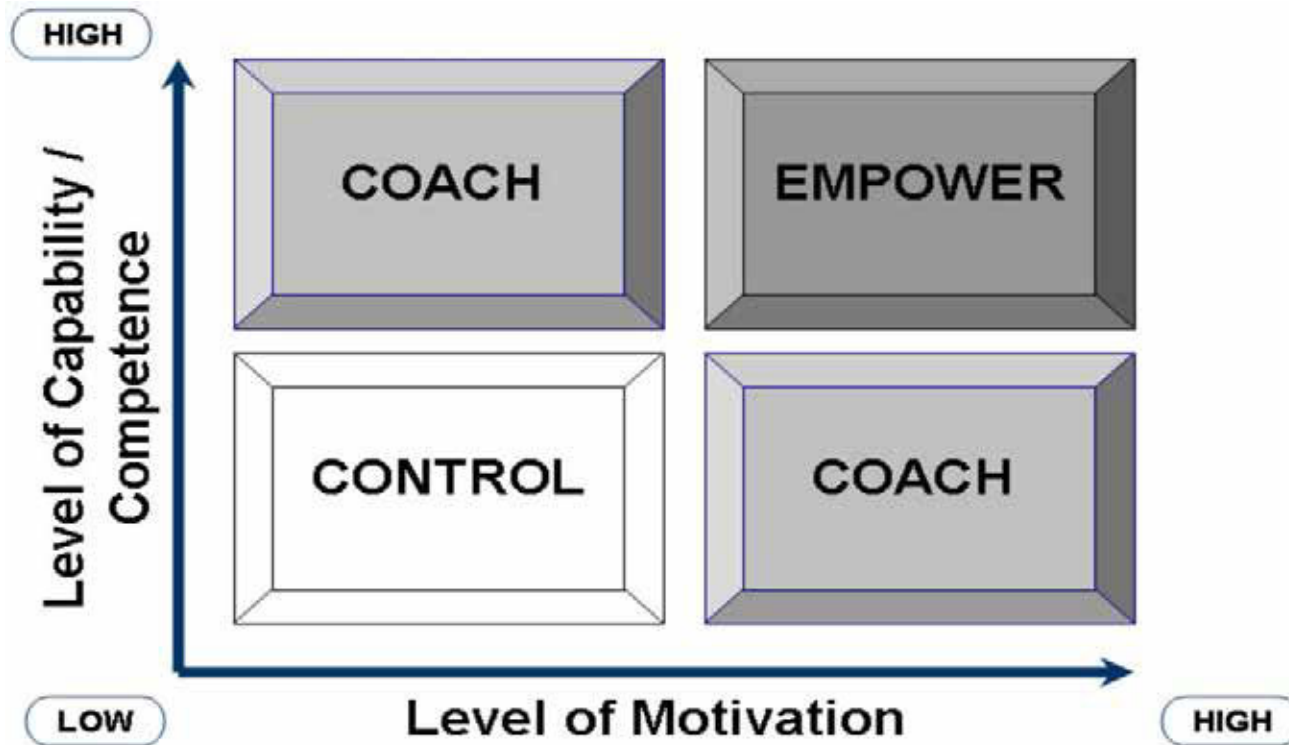 HIGH
Level of Capability /
Competence
COACH
EMPOWER
CONTROL
COACH
LOW
Level of Motivation
HIGH